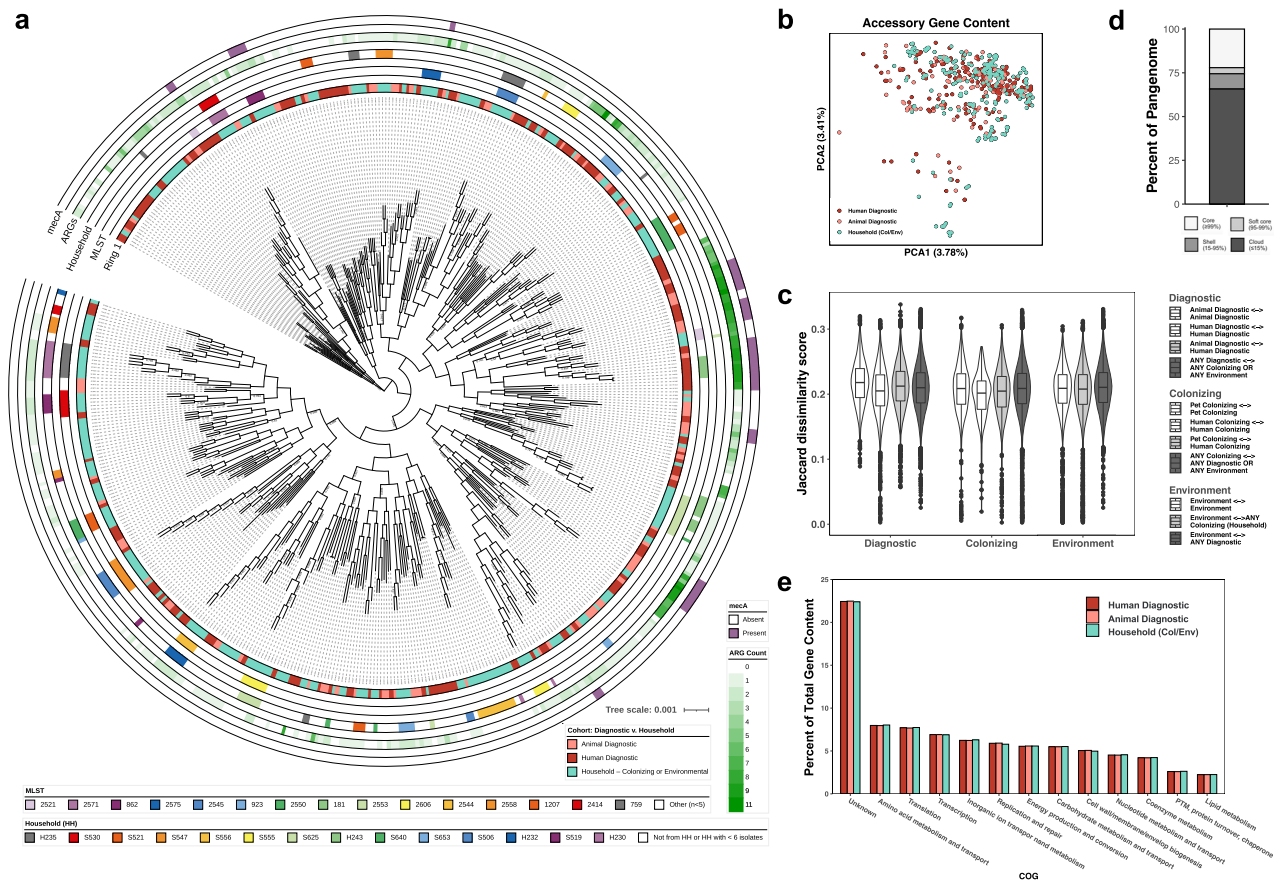 a
mecA
ARGs
Household
MLST
Ring 1
mecA
Absent
Present
ARG Count
0
1
2
3
4
5
6
7
8
9
11
Tree scale: 0.001
Cohort: Diagnostic v. Household
Animal Diagnostic
Human Diagnostic
Household – Colonizing or Environmental
MLST
2521 2571 862 2575 2545 923 2550 181 2553 2606 2544 2558 1207 2414 759 Other (n<5)
Household (HH)
H235 S530 S521 S547 S556 S555 S625 H243 S640 S653 S506 H232 S519 H230 Not from HH or HH with < 6 isolates
b
Accessory Gene Content
PCA2 (3.41%)
Human Diagnostic
Animal Diagnostic
Household (Col/Env)
PCA1 (3.78%)
d
Percent of Pangenome
100
75
50
25
0
Core
(≥99%)
Soft core
(95-99%)
Shell
(15-95%)
Cloud
(≤15%)
c
Jaccard dissimilarity score
0.3
0.2
0.1
0.0
Diagnostic Colonizing Environment
Diagnostic
Animal Diagnostic <-->
Animal Diagnostic
Human Diagnostic <-->
Human Diagnostic
Animal Diagnostic <-->
Human Diagnostic
ANY Diagnostic <-->
ANY Colonizing OR
ANY Environment
Colonizing
Pet Colonizing <-->
Pet Colonizing
Human Colonizing <-->
Human Colonizing
Pet Colonizing <-->
Human Colonizing
ANY Colonizing <-->
ANY Diagnostic OR
ANY Environment
Environment
Environment <-->
Environment
Environment <-->ANY
Colonizing (Household)
Environment <-->
ANY Diagnostic
e
Percent of Total Gene Content
25
20
15
10
5
0
Human Diagnostic
Animal Diagnostic
Household (Col/Env)
Unknown
Amino acid metabolism and transport
Translation
Transcription
Inorganic ion transpor nand metabolism
Replication and repair
Energy production and conversion
Carbohydrate metabolism and transport
Cell wall/membrane/envelop biogenesis
Nucleotide metabolism and transport
Coenzyme metabolism
PTM, protein turnover, chaperone
Lipid metabolism
COG